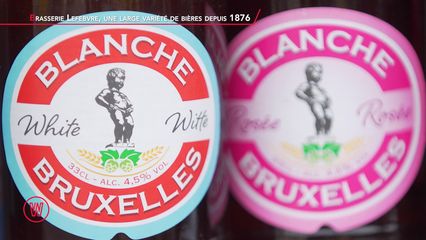 Brasserie Lefebvre, une large variété de bières depuis 1876
BLANCHE
White Witte
33CL - ALC. 4,5% VOL
BRUXELLES
BLANCHE
Rosée Rosée
BRUXELLES
W